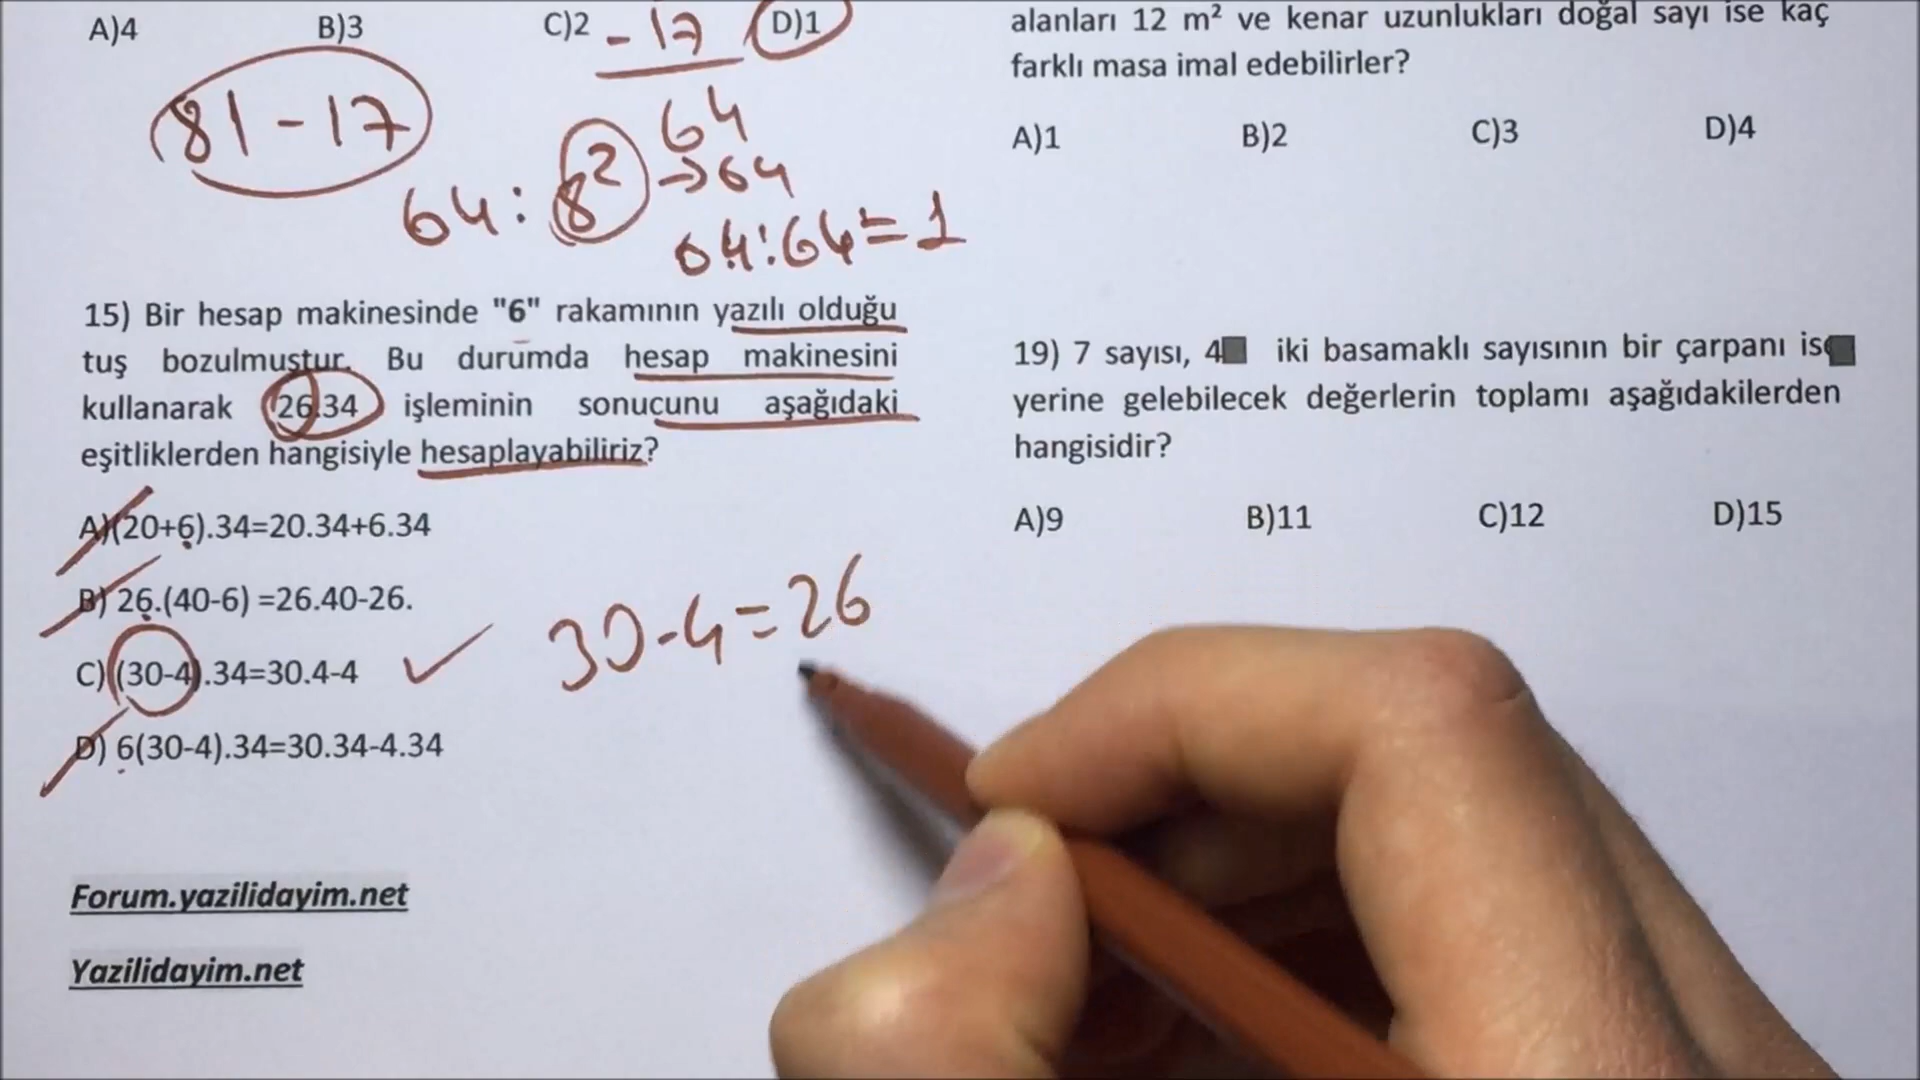 A)4 B)3 C)2 D)1
- 17
81 - 17
64
64 : 8² → 64
64:64=1
15) Bir hesap makinesinde "6" rakamının yazılı olduğu
tuş bozulmuştur. Bu durumda hesap makinesini
kullanarak 26.34 işleminin sonucunu aşağıdaki
eşitliklerden hangisiyle hesaplayabiliriz?
A)(20+6).34=20.34+6.34
B) 26.(40-6) =26.40-26.
C) (30-4).34=30.4-4
D) 6(30-4).34=30.34-4.34
30-4=26
Forum.yazilidayim.net
Yazilidayim.net
alanları 12 m² ve kenar uzunlukları doğal sayı ise kaç
farklı masa imal edebilirler?
A)1 B)2 C)3 D)4
19) 7 sayısı, 4■ iki basamaklı sayısının bir çarpanı ise■
yerine gelebilecek değerlerin toplamı aşağıdakilerden
hangisidir?
A)9 B)11 C)12 D)15